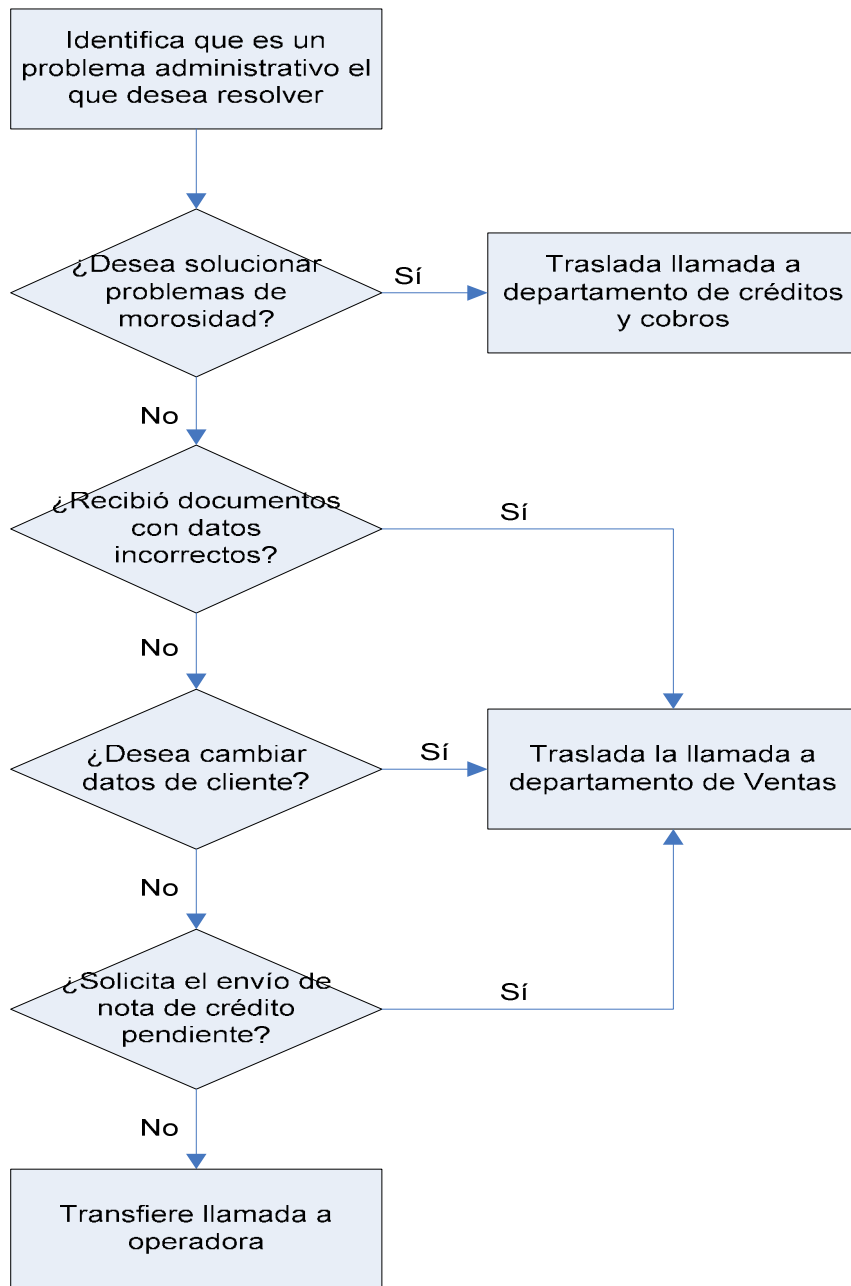 Identifica que es un
problema administrativo el
que desea resolver
¿Desea solucionar
problemas de
morosidad?
Sí
Traslada llamada a
departamento de créditos
y cobros
No
¿Recibió documentos
con datos
incorrectos?
Sí
No
¿Desea cambiar
datos de cliente?
Sí
Traslada la llamada a
departamento de Ventas
No
¿Solicita el envío de
nota de crédito
pendiente?
Sí
No
Transfiere llamada a
operadora